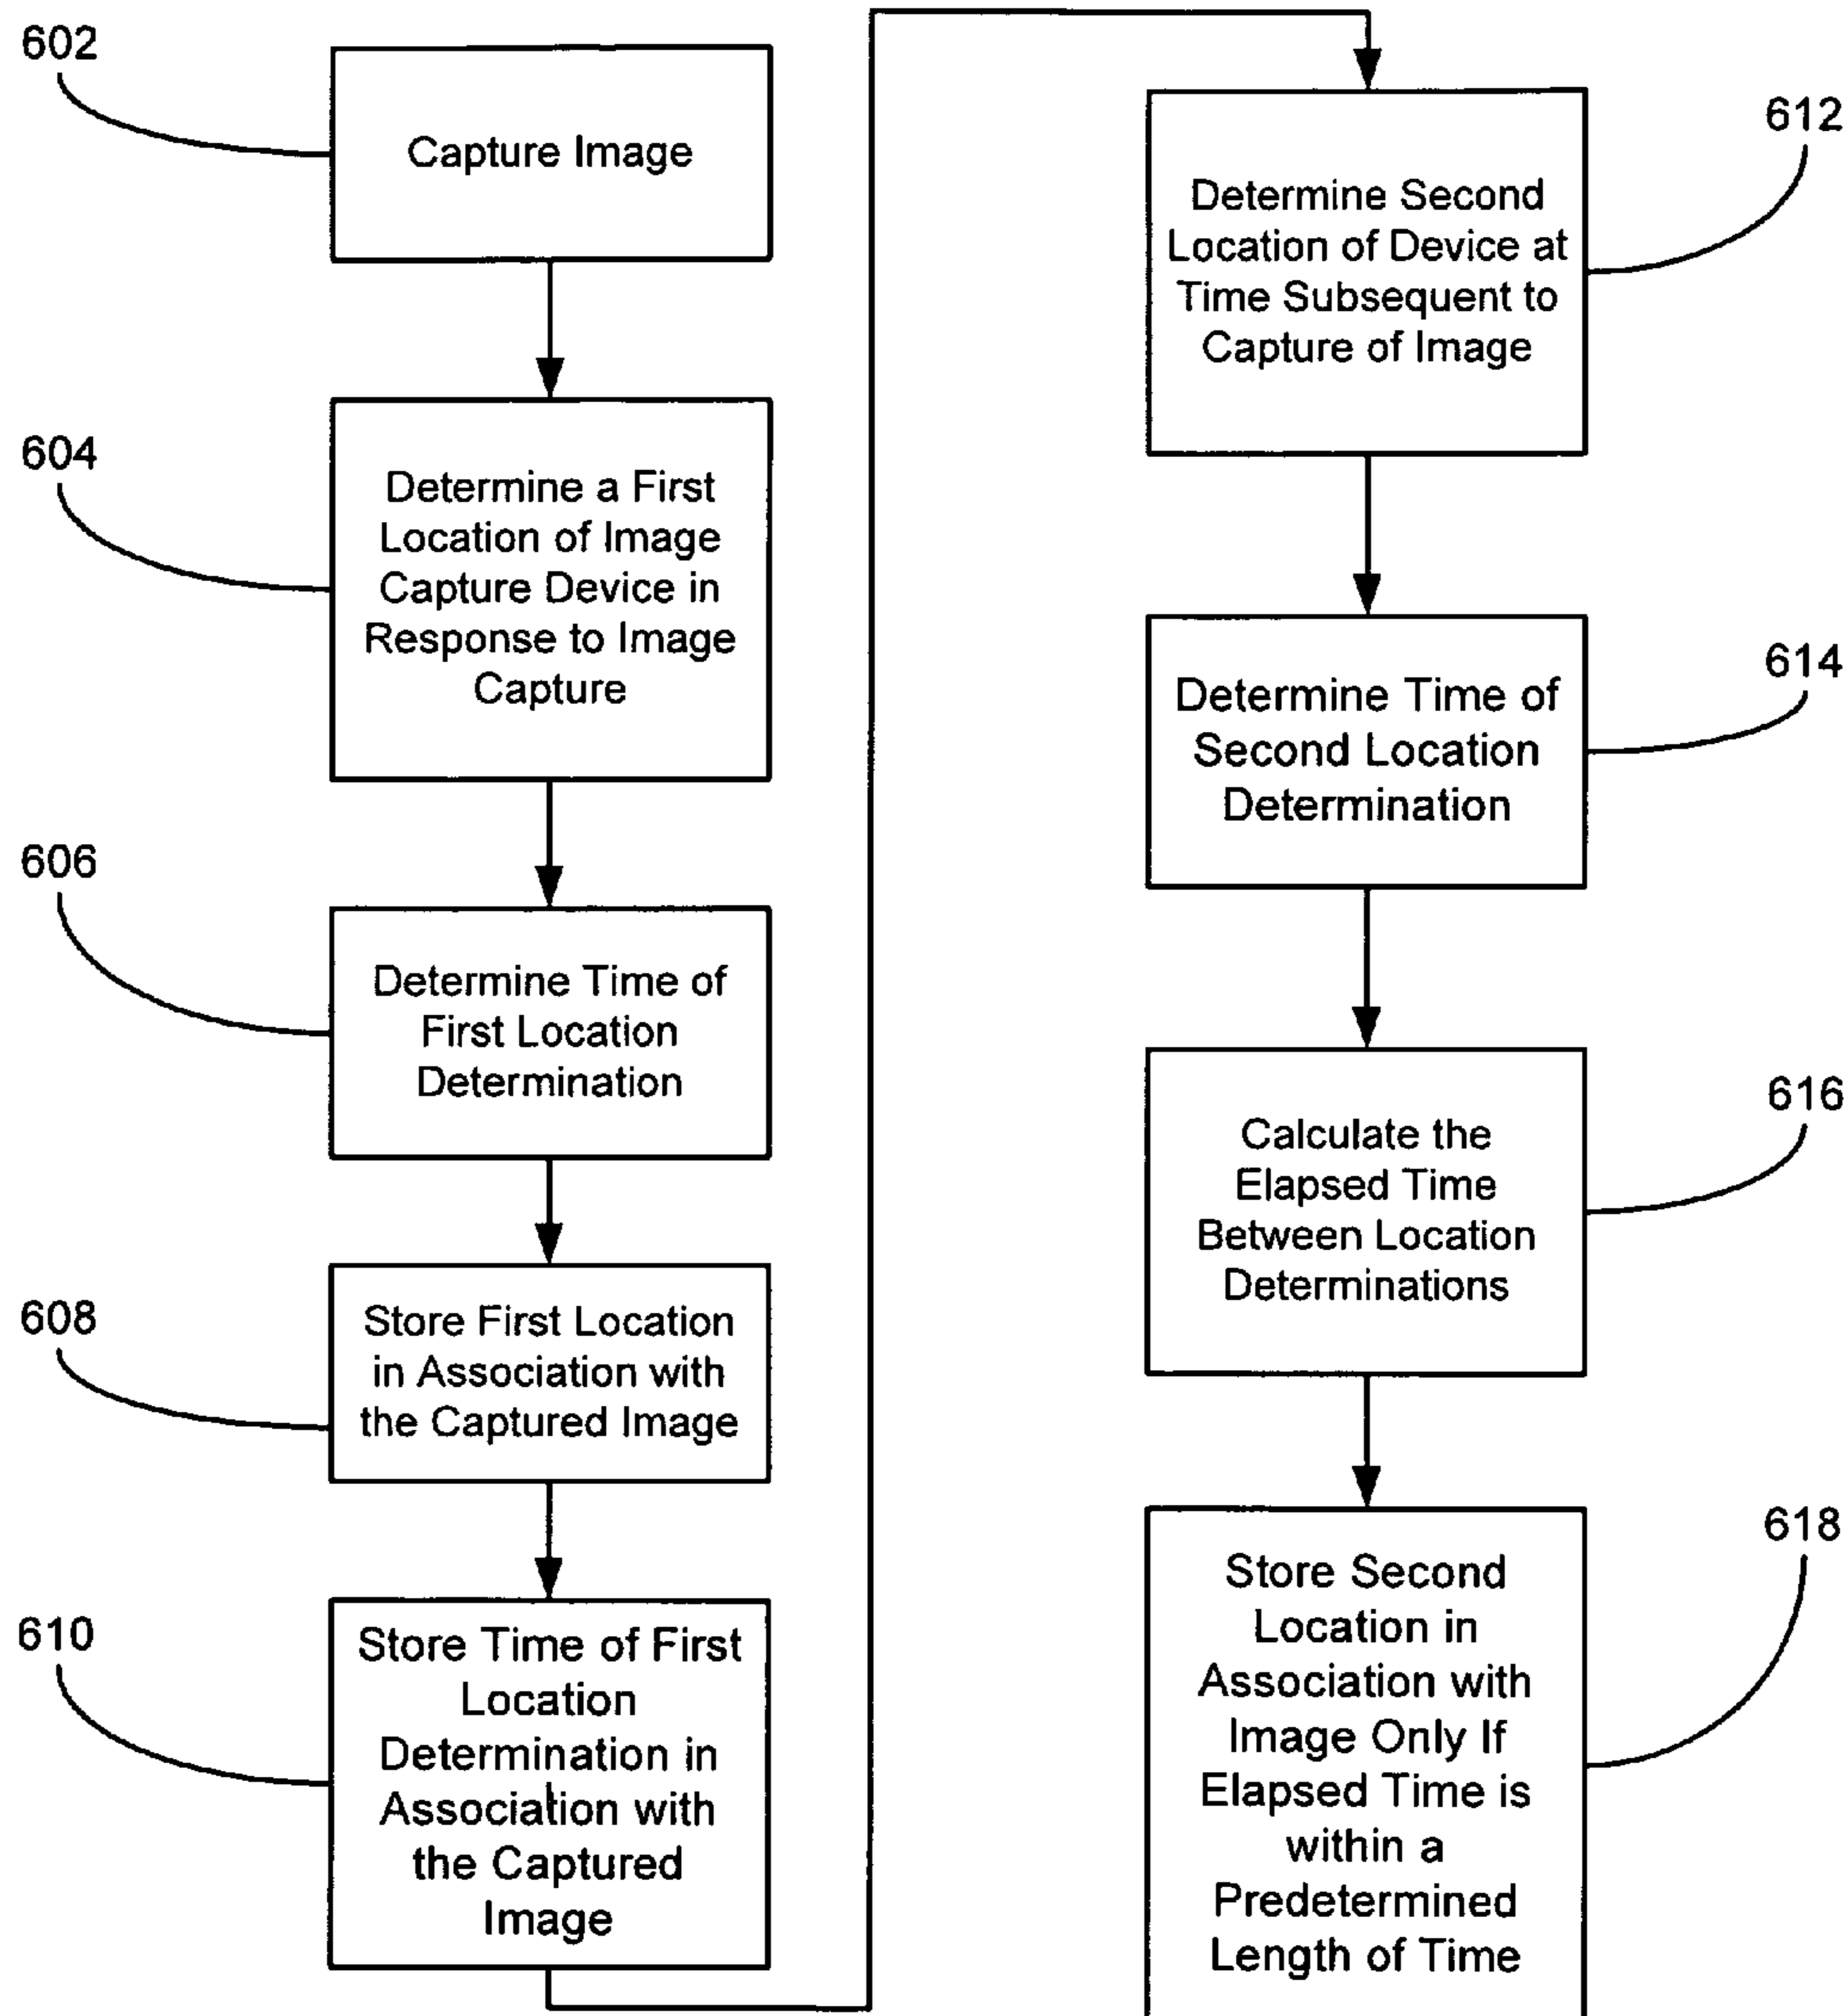 602
Capture Image
604
Determine a First
Location of Image
Capture Device in
Response to Image
Capture
606
Determine Time of
First Location
Determination
608
Store First Location
in Association with
the Captured Image
610
Store Time of First
Location
Determination in
Association with
the Captured
Image
612
Determine Second
Location of Device at
Time Subsequent to
Capture of Image
614
Determine Time of
Second Location
Determination
616
Calculate the
Elapsed Time
Between Location
Determinations
618
Store Second
Location in
Association with
Image Only If
Elapsed Time is
within a
Predetermined
Length of Time